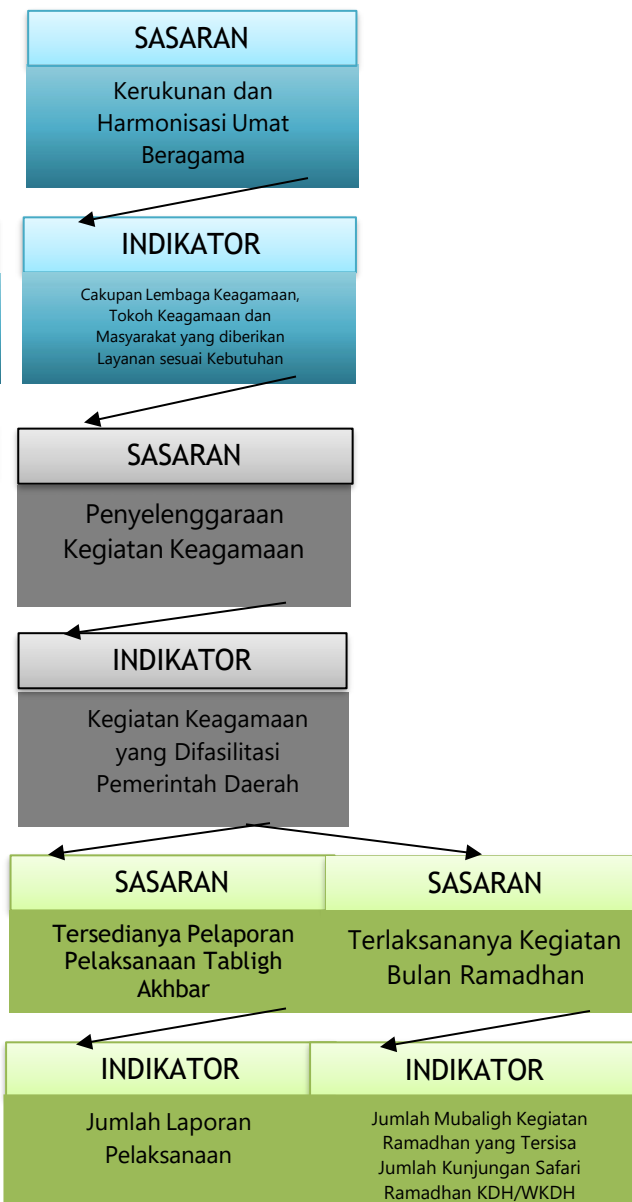 SASARAN
Kerukunan dan
Harmonisasi Umat
Beragama
INDIKATOR
Cakupan Lembaga Keagamaan,
Tokoh Keagamaan dan
Masyarakat yang diberikan
Layanan sesuai Kebutuhan
SASARAN
Penyelenggaraan
Kegiatan Keagamaan
INDIKATOR
Kegiatan Keagamaan
yang Difasilitasi
Pemerintah Daerah
SASARAN
Tersedianya Pelaporan
Pelaksanaan Tabligh
Akhbar
SASARAN
Terlaksananya Kegiatan
Bulan Ramadhan
INDIKATOR
Jumlah Laporan
Pelaksanaan
INDIKATOR
Jumlah Mubaligh Kegiatan
Ramadhan yang Tersisa
Jumlah Kunjungan Safari
Ramadhan KDH/WKDH